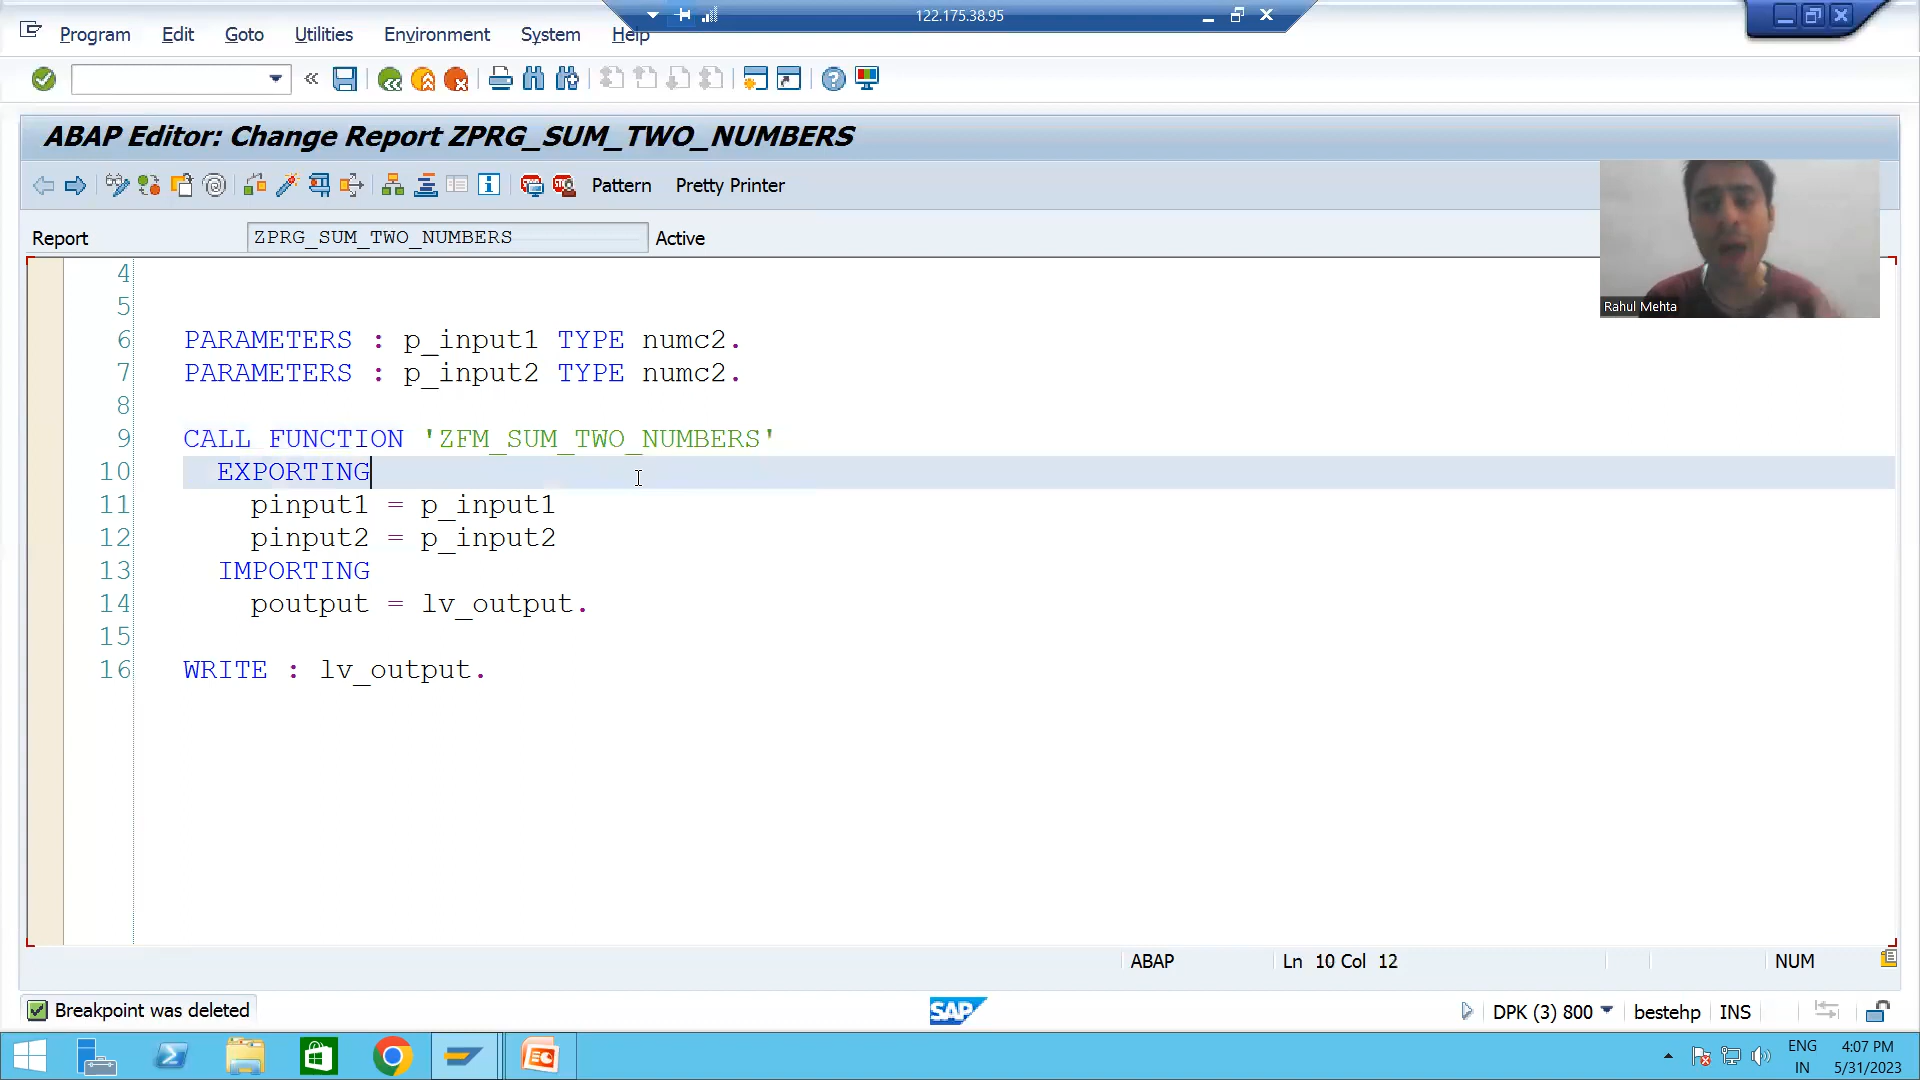 122.175.38.95
Program Edit Goto Utilities Environment System Help
ABAP Editor: Change Report ZPRG_SUM_TWO_NUMBERS
Pattern Pretty Printer
Report ZPRG_SUM_TWO_NUMBERS Active
Rahul Mehta
4
5
6 PARAMETERS : p_input1 TYPE numc2.
7 PARAMETERS : p_input2 TYPE numc2.
8
9 CALL FUNCTION 'ZFM_SUM_TWO_NUMBERS'
10 EXPORTING
11 pinput1 = p_input1
12 pinput2 = p_input2
13 IMPORTING
14 poutput = lv_output.
15
16 WRITE : lv_output.
ABAP Ln 10 Col 12 NUM
Breakpoint was deleted SAP DPK (3) 800 bestehp INS
ENG 4:07 PM
IN 5/31/2023